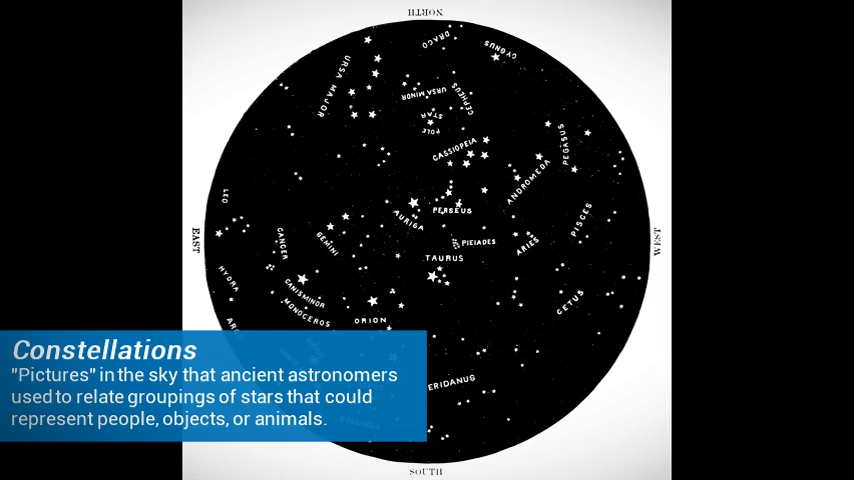 NORTH
DRACO
CYGNUS
URSA MAJOR
URSA MINOR
CEPHEUS
POLE STAR
CASSIOPEIA
PEGASUS
ANDROMEDA
LEO
PERSEUS
AURIGA
PISCES
CANCER
GEMINI
PLEIADES
ARIES
EAST
WEST
TAURUS
HYDRA
CANIS MINOR
MONOCEROS
ORION
CETUS
Constellations
"Pictures" in the sky that ancient astronomers
used to relate groupings of stars that could
represent people, objects, or animals.
ERIDANUS
COLUMBA
SOUTH